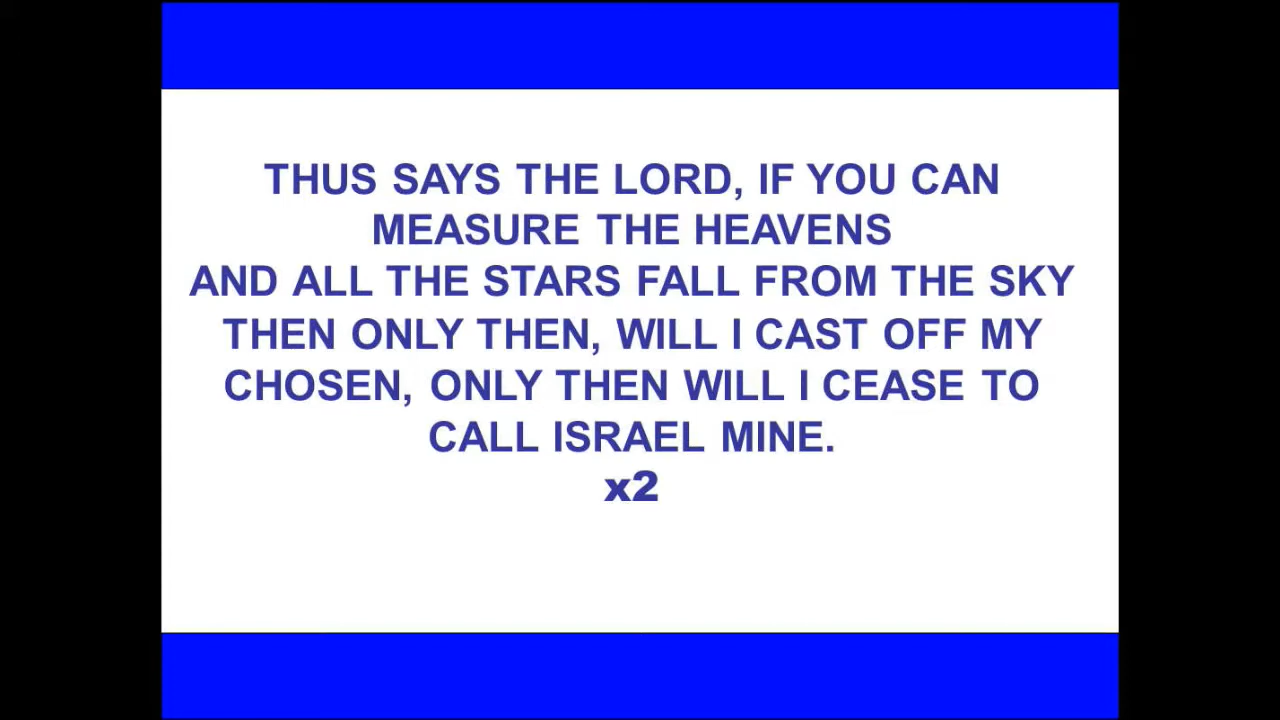 THUS SAYS THE LORD, IF YOU CAN
MEASURE THE HEAVENS
AND ALL THE STARS FALL FROM THE SKY
THEN ONLY THEN, WILL I CAST OFF MY
CHOSEN, ONLY THEN WILL I CEASE TO
CALL ISRAEL MINE.
x2